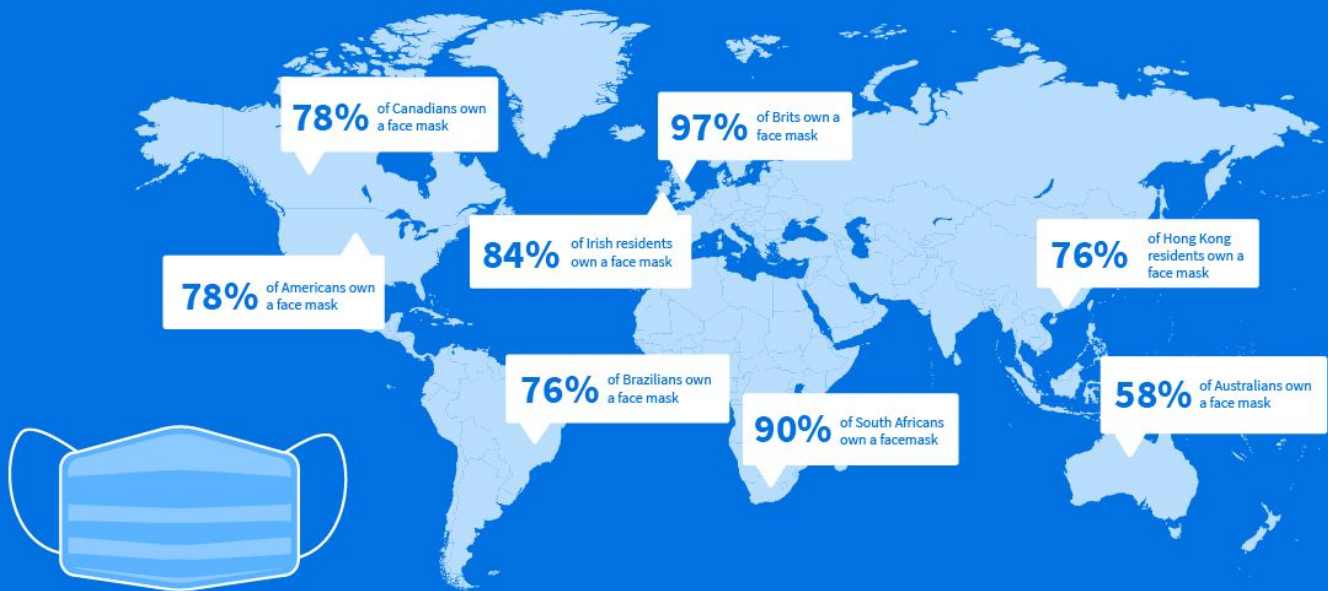 78%
of Canadians own
a face mask
97%
of Brits own a
face mask
84%
of Irish residents
own a face mask
76%
of Hong Kong
residents own a
face mask
78%
of Americans own
a face mask
76%
of Brazilians own
a face mask
90%
of South Africans
own a facemask
58%
of Australians own
a face mask